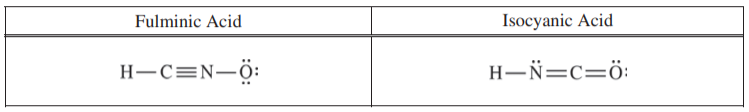 Fulminic Acid
Isocyanic Acid
H—C≡N—Ö:
H—N̈=C=Ö: